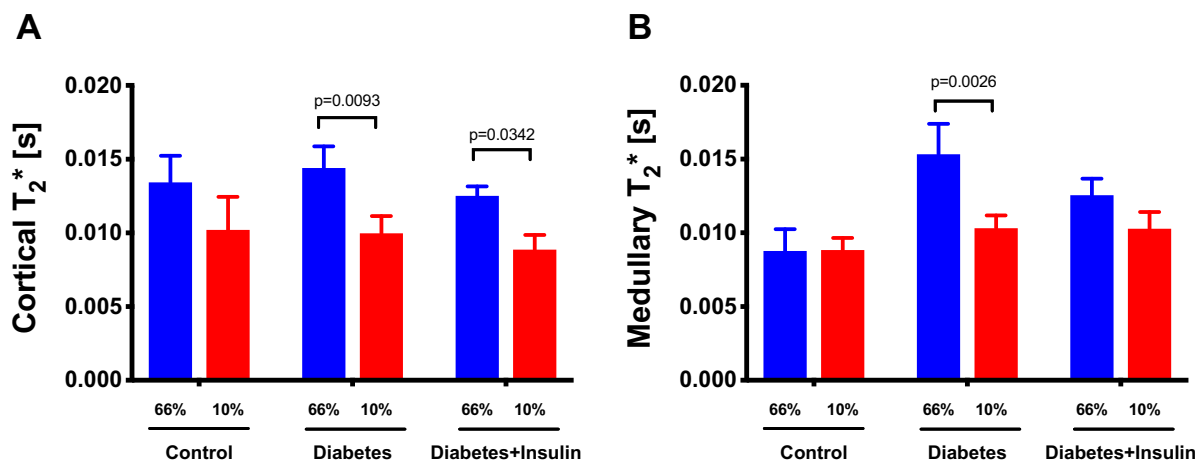 A
Cortical T2* [s]
0.020
0.015
0.010
0.005
0.000
p=0.0093
p=0.0342
66% 10% 66% 10% 66% 10%
Control Diabetes Diabetes+Insulin
B
Medullary T2* [s]
0.020
0.015
0.010
0.005
0.000
p=0.0026
66% 10% 66% 10% 66% 10%
Control Diabetes Diabetes+Insulin